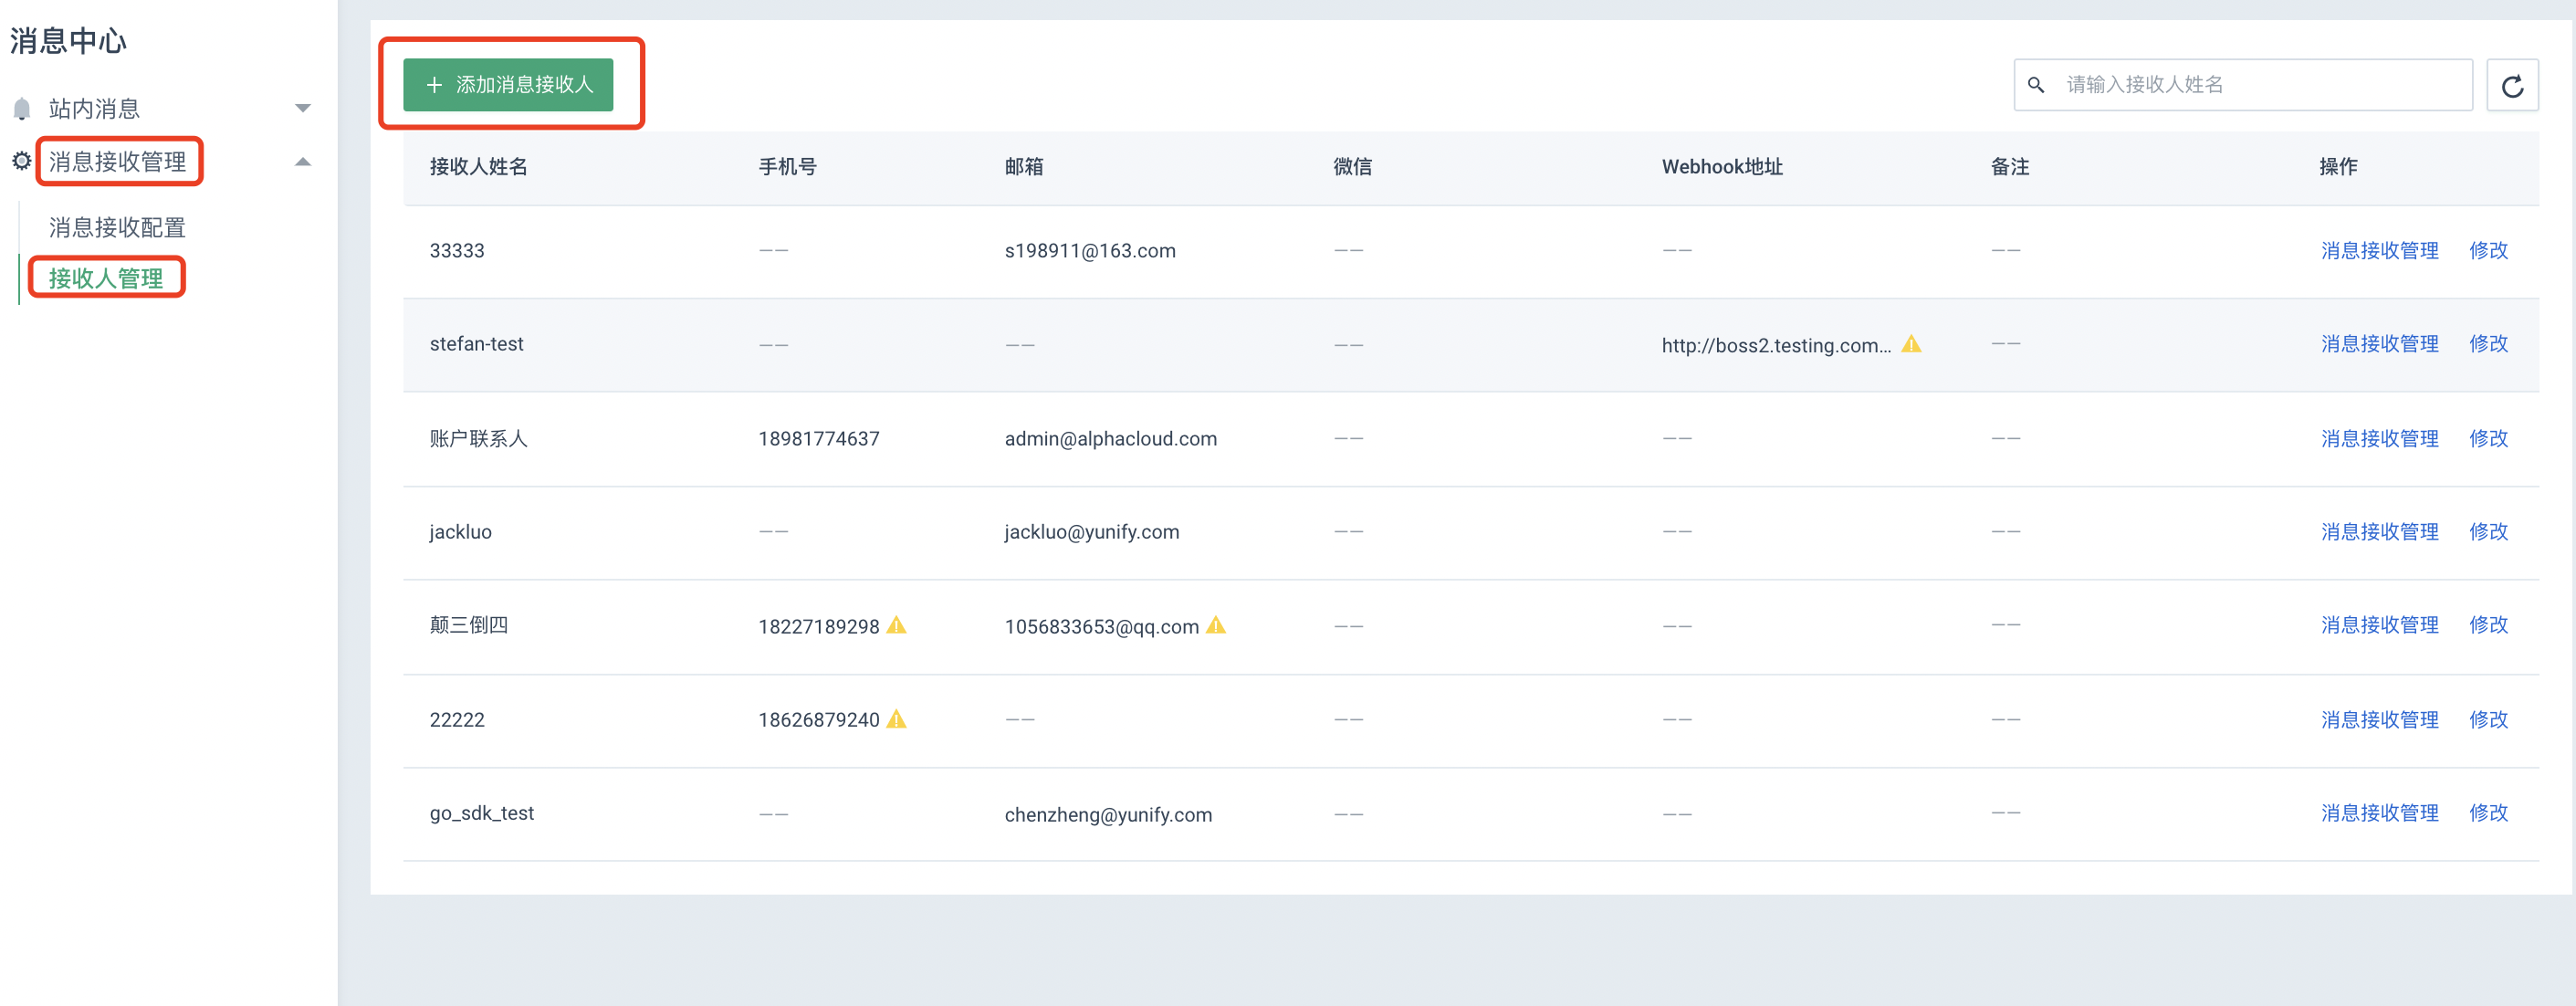 消息中心
站内消息
消息接收管理
消息接收配置
接收人管理
+ 添加消息接收人
请输入接收人姓名
接收人姓名 手机号 邮箱 微信 Webhook地址 备注 操作
33333 —— s198911@163.com —— —— —— 消息接收管理 修改
stefan-test —— —— —— http://boss2.testing.com... —— 消息接收管理 修改
账户联系人 18981774637 admin@alphacloud.com —— —— —— 消息接收管理 修改
jackluo —— jackluo@yunify.com —— —— —— 消息接收管理 修改
颠三倒四 18227189298 1056833653@qq.com —— —— —— 消息接收管理 修改
22222 18626879240 —— —— —— —— 消息接收管理 修改
go_sdk_test —— chenzheng@yunify.com —— —— —— 消息接收管理 修改